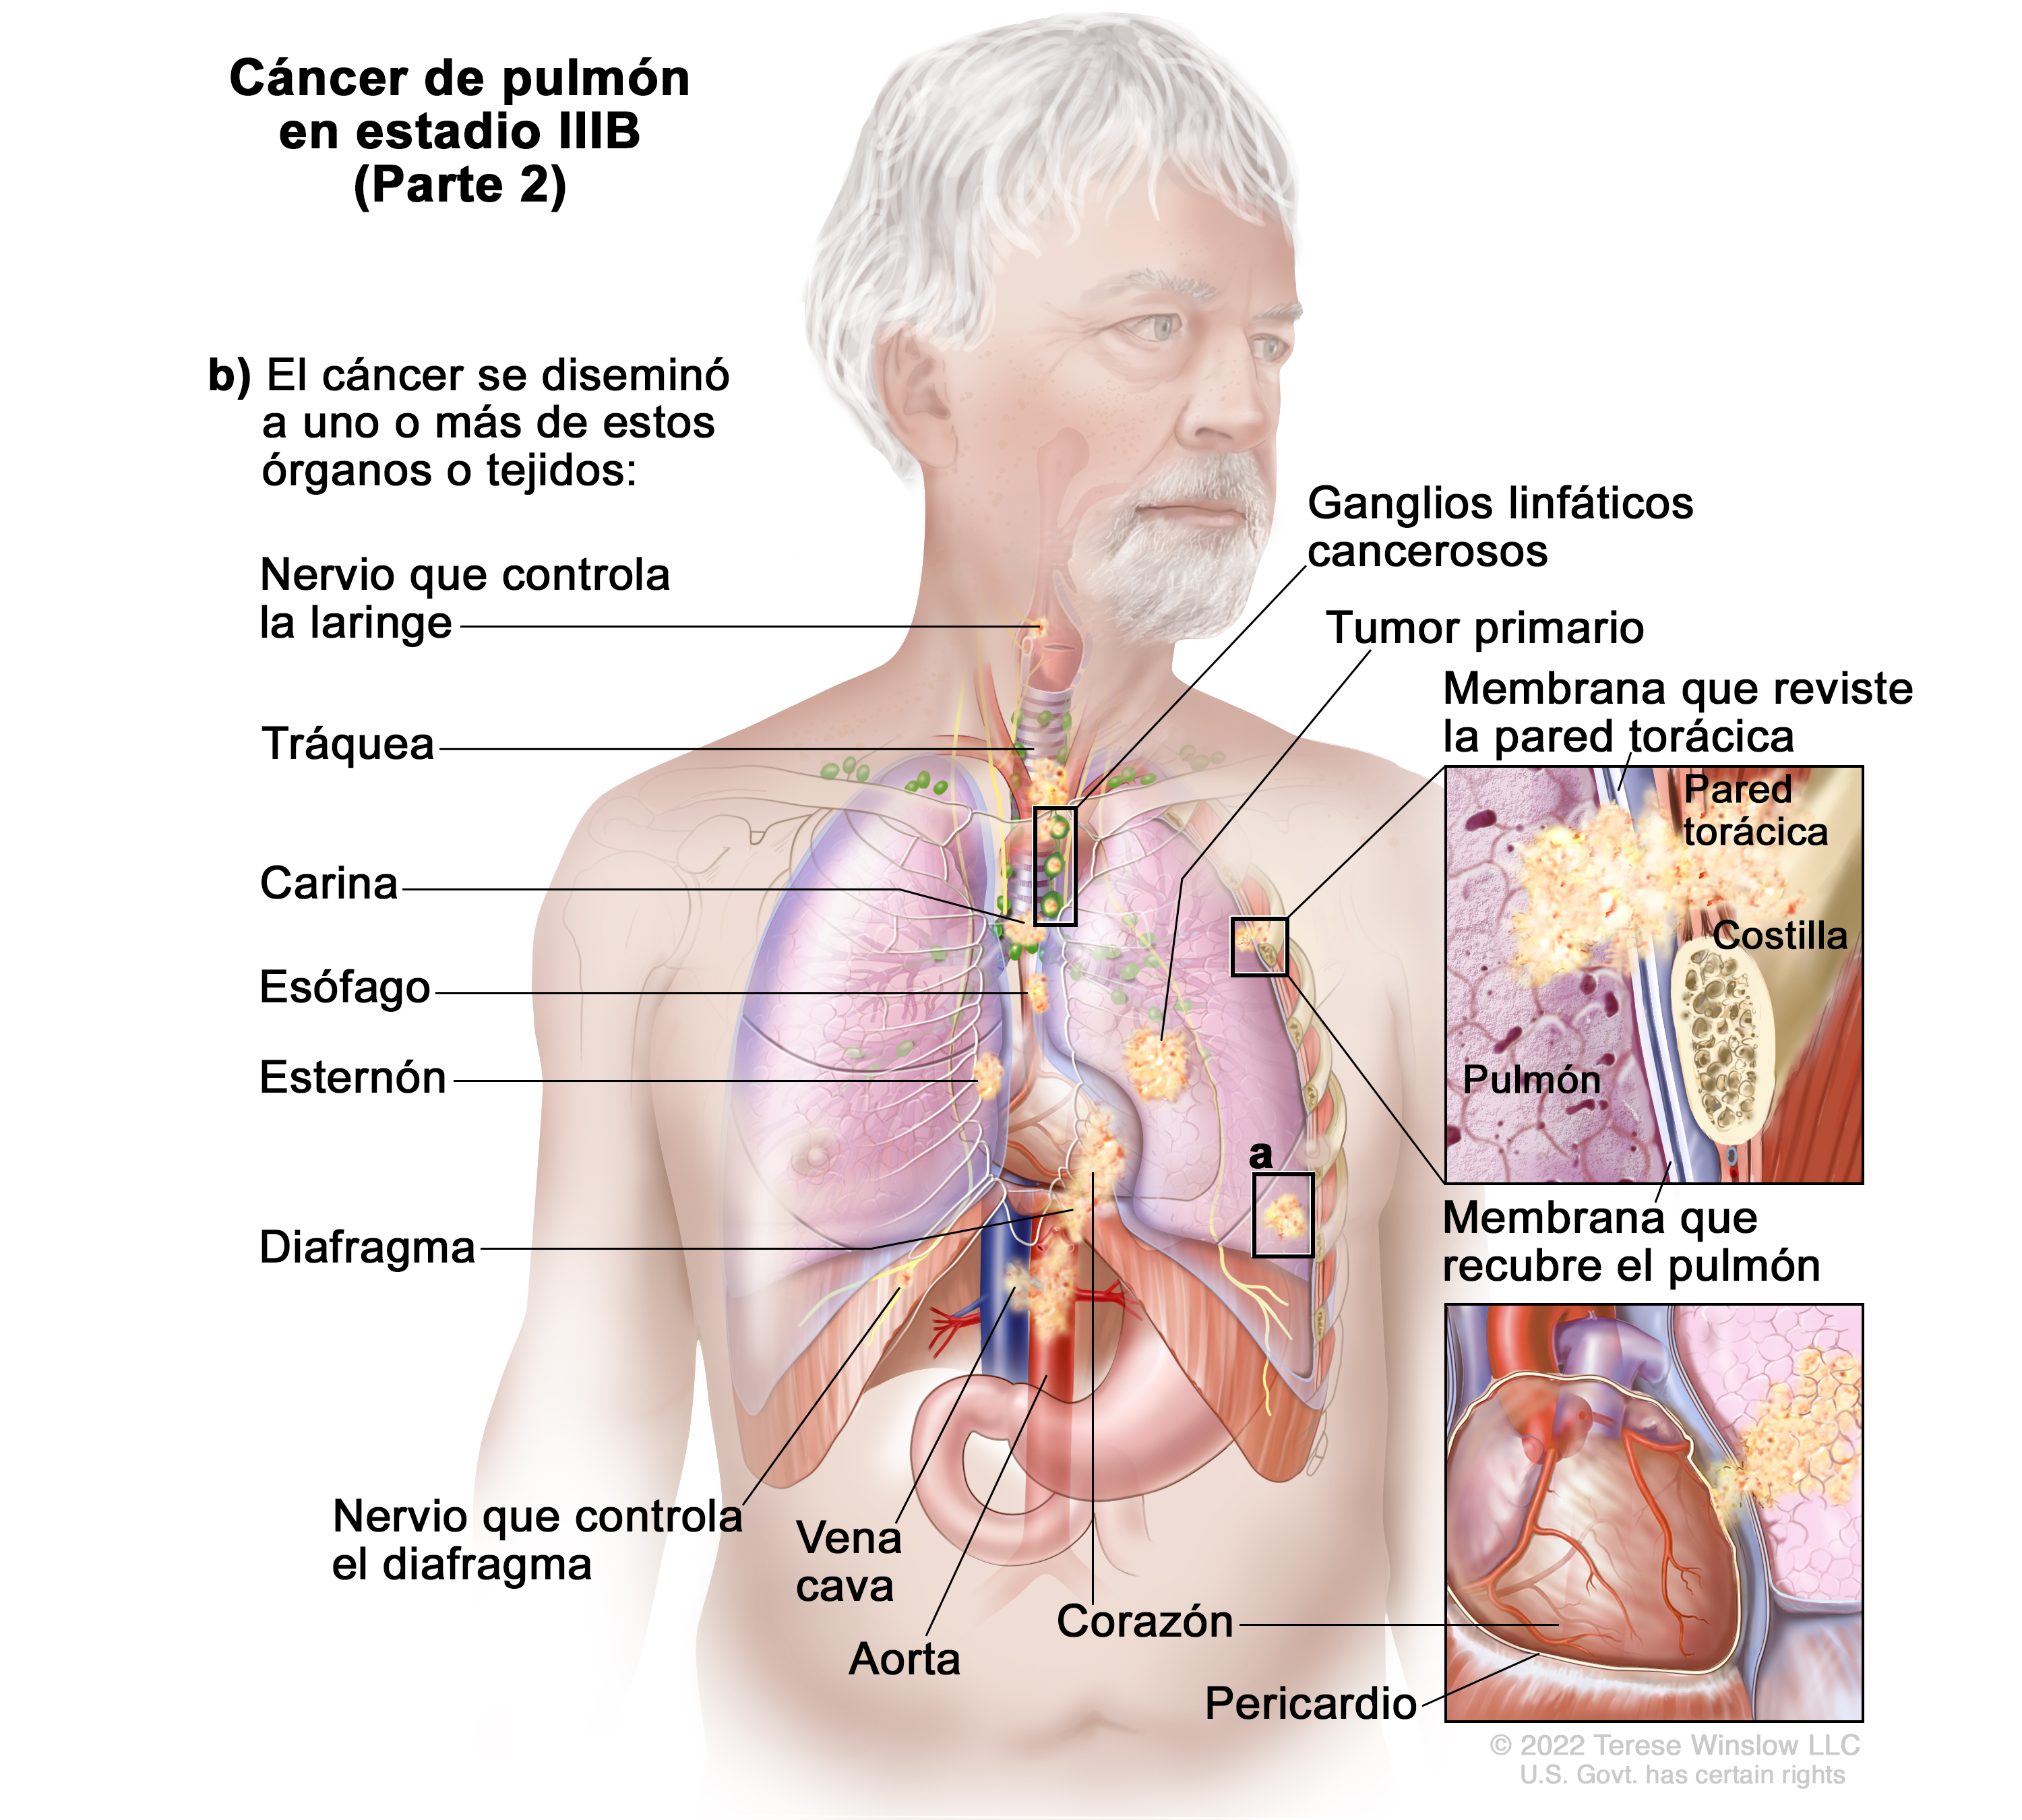 Cáncer de pulmón
en estadio IIIB
(Parte 2)
b) El cáncer se diseminó
a uno o más de estos
órganos o tejidos:
Nervio que controla
la laringe
Tráquea
Carina
Esófago
Esternón
Diafragma
Nervio que controla
el diafragma
Vena
cava
Aorta
Corazón
Pericardio
Ganglios linfáticos
cancerosos
Tumor primario
Membrana que reviste
la pared torácica
Pared
torácica
Costilla
Pulmón
a
Membrana que
recubre el pulmón
© 2022 Terese Winslow LLC
U.S. Govt. has certain rights